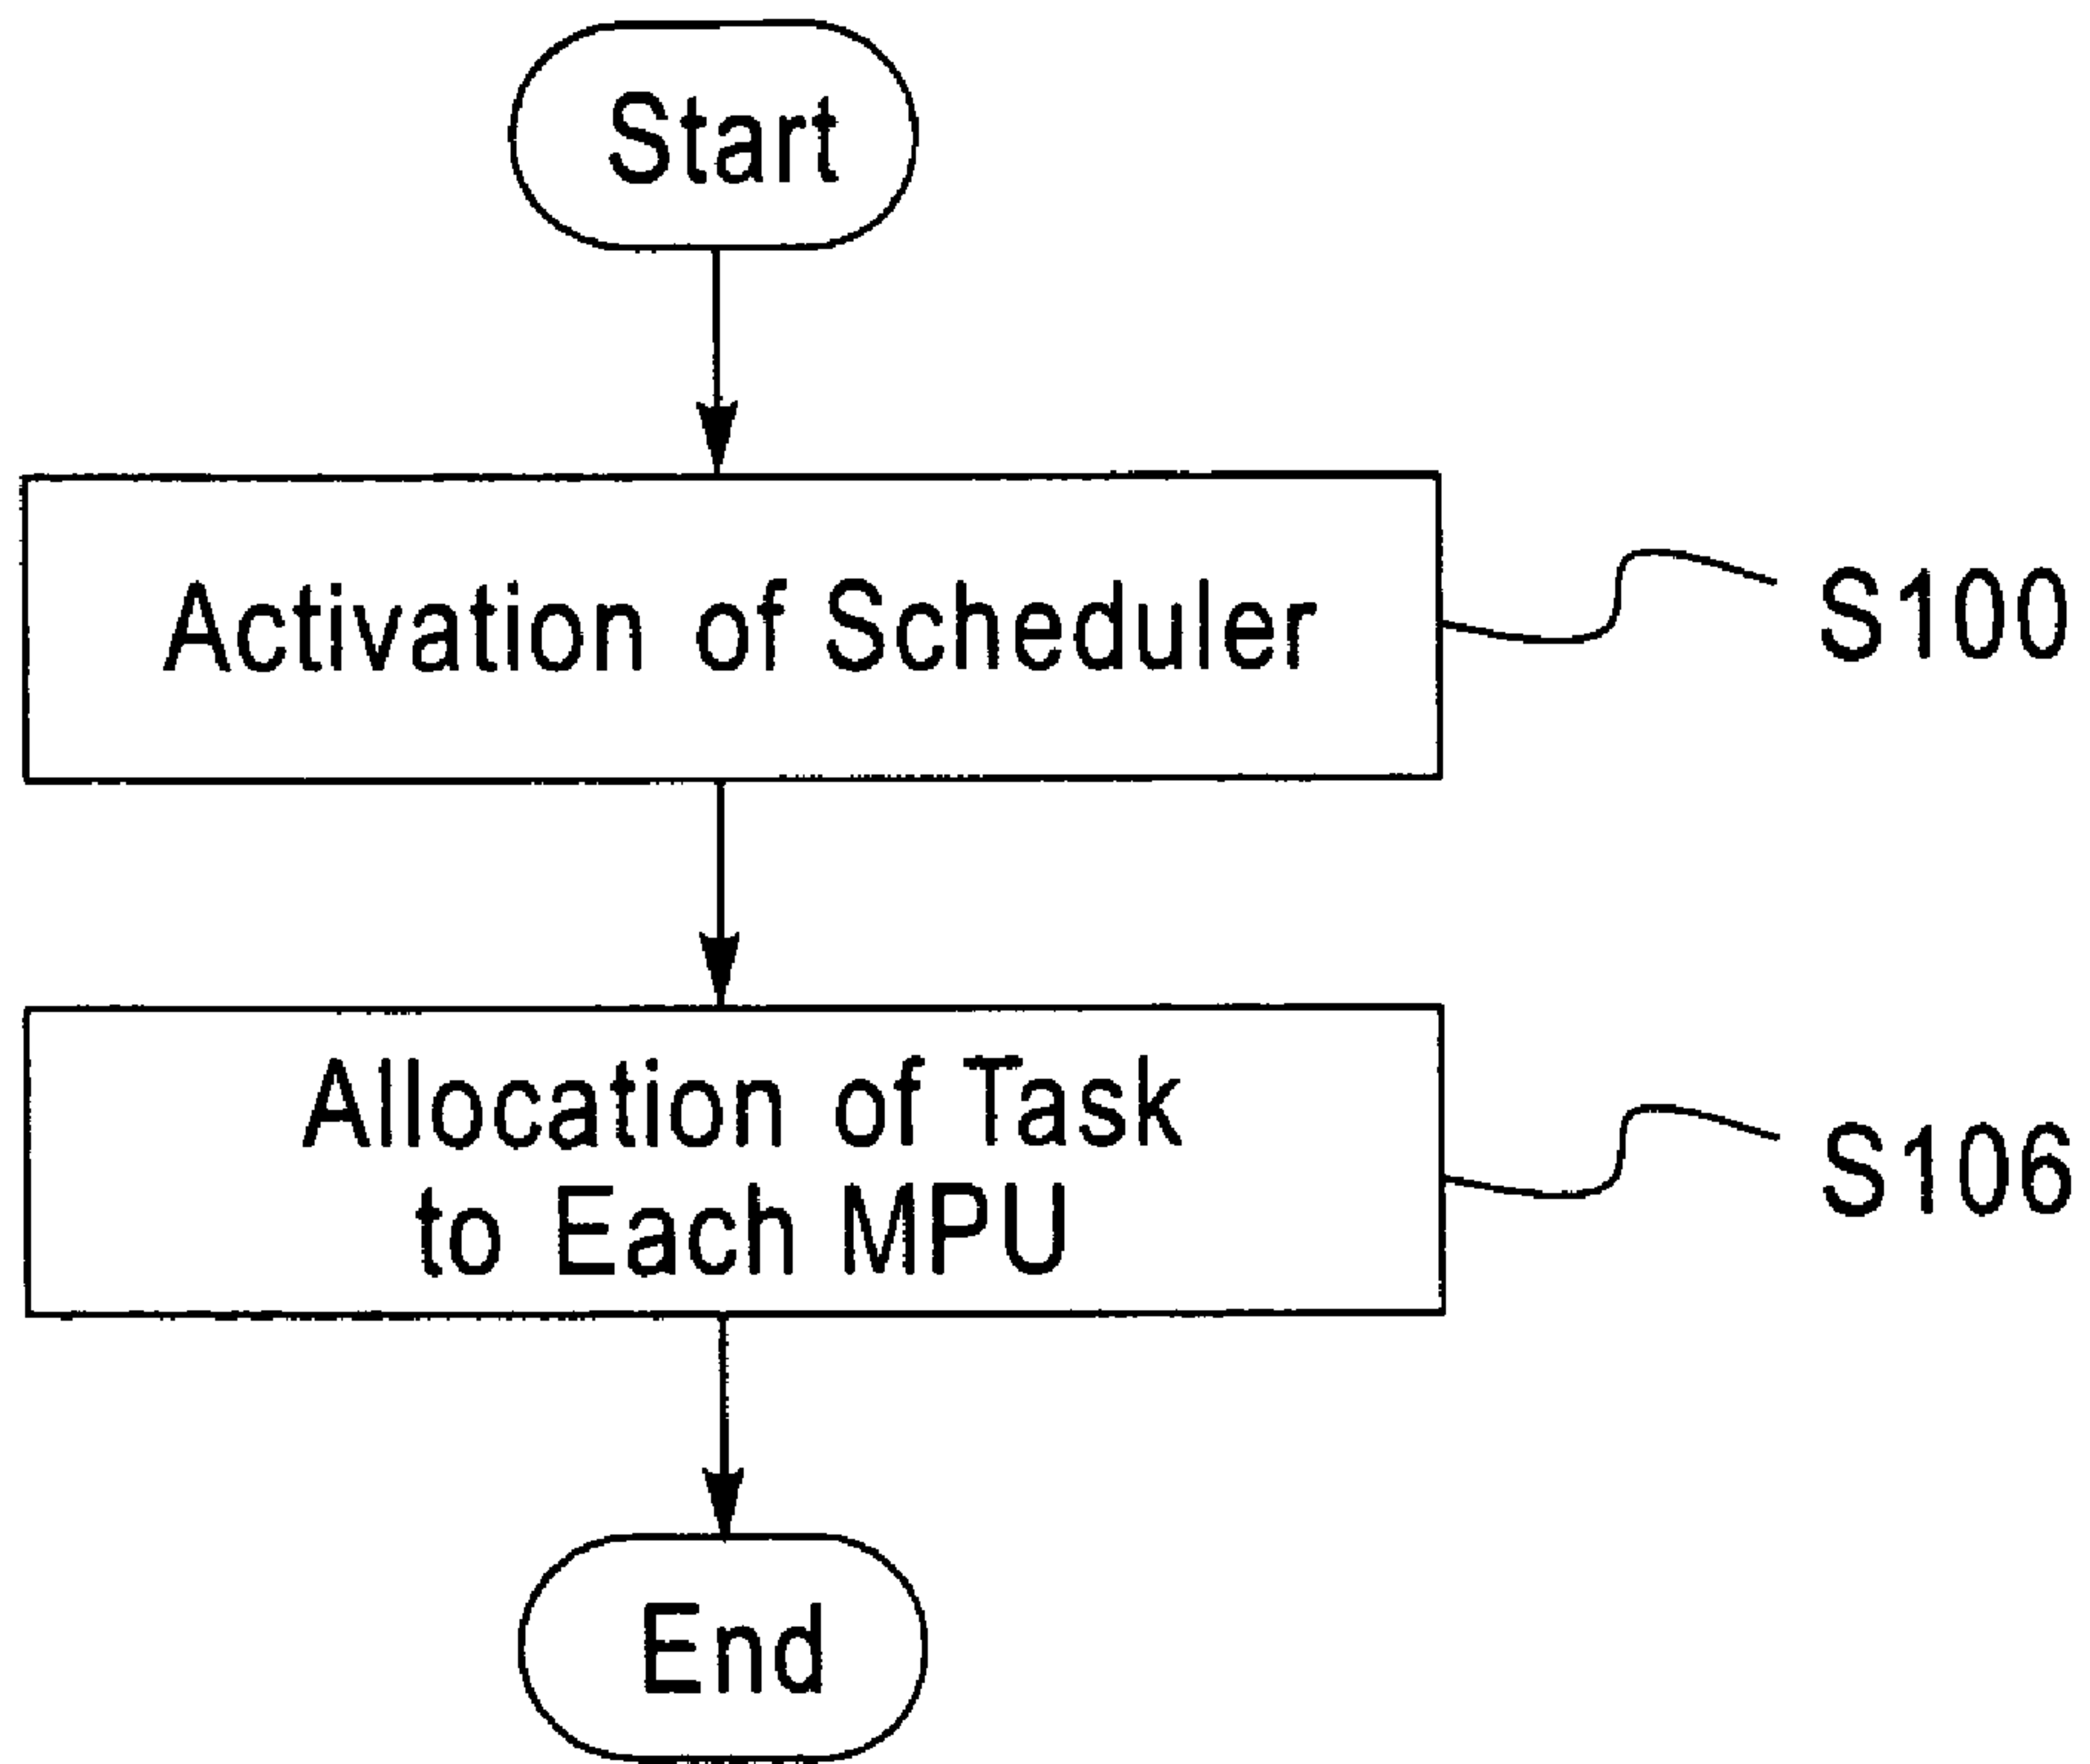 Start
Activation of Scheduler
S100
Allocation of Task
to Each MPU
S106
End